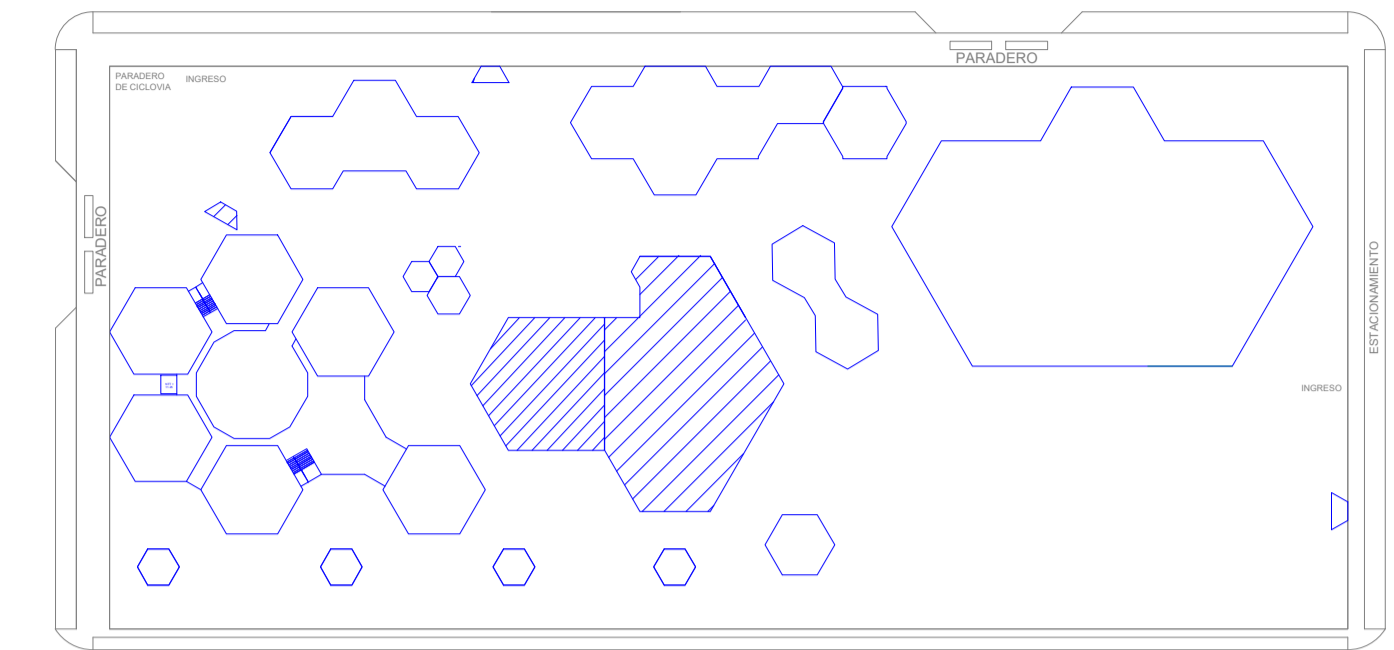 PARADERO
PARADERO
DE CICLOVIA
INGRESO
PARADERO
ESTACIONAMIENTO
INGRESO